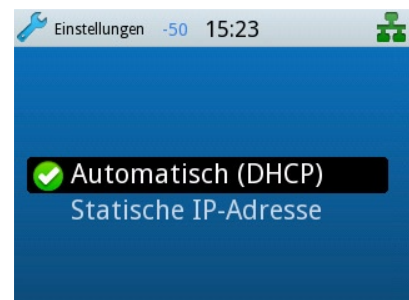 Einstellungen -50 15:23
Automatisch (DHCP)
Statische IP-Adresse